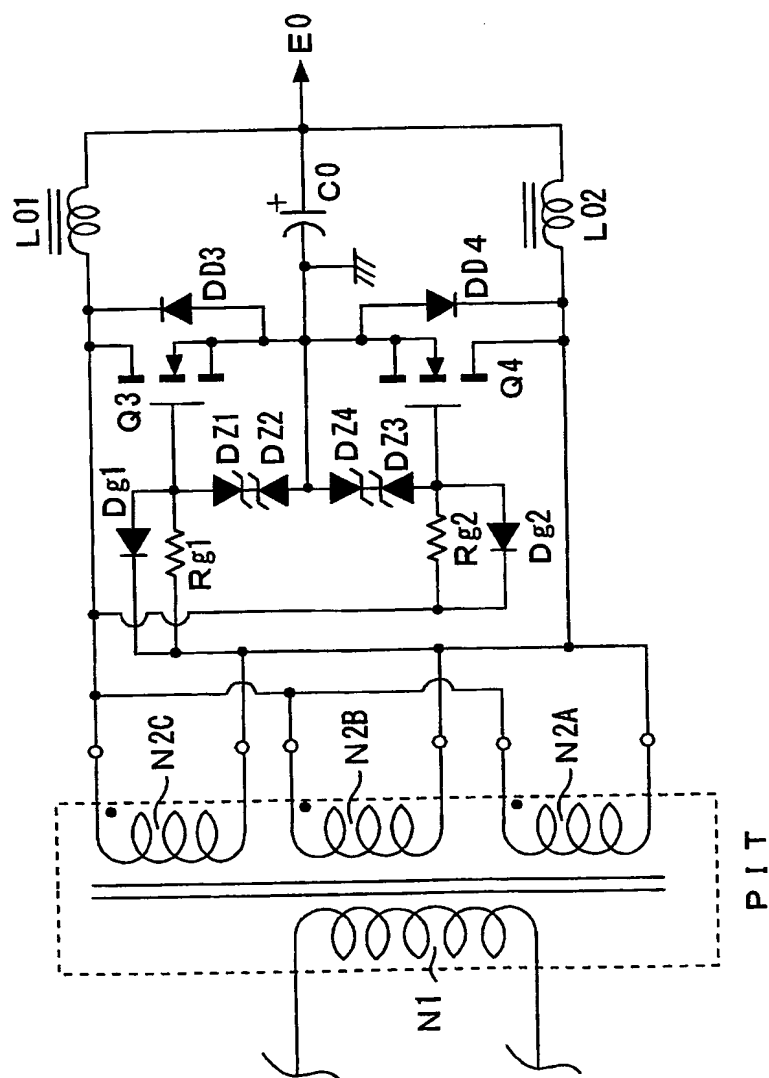 E0
L01
C0
+
L02
DD3
DD4
Q3
Q4
DZ1
DZ2
DZ4
DZ3
Dg1
Rg1
Rg2
Dg2
N2C
N2B
N2A
N1
PIT